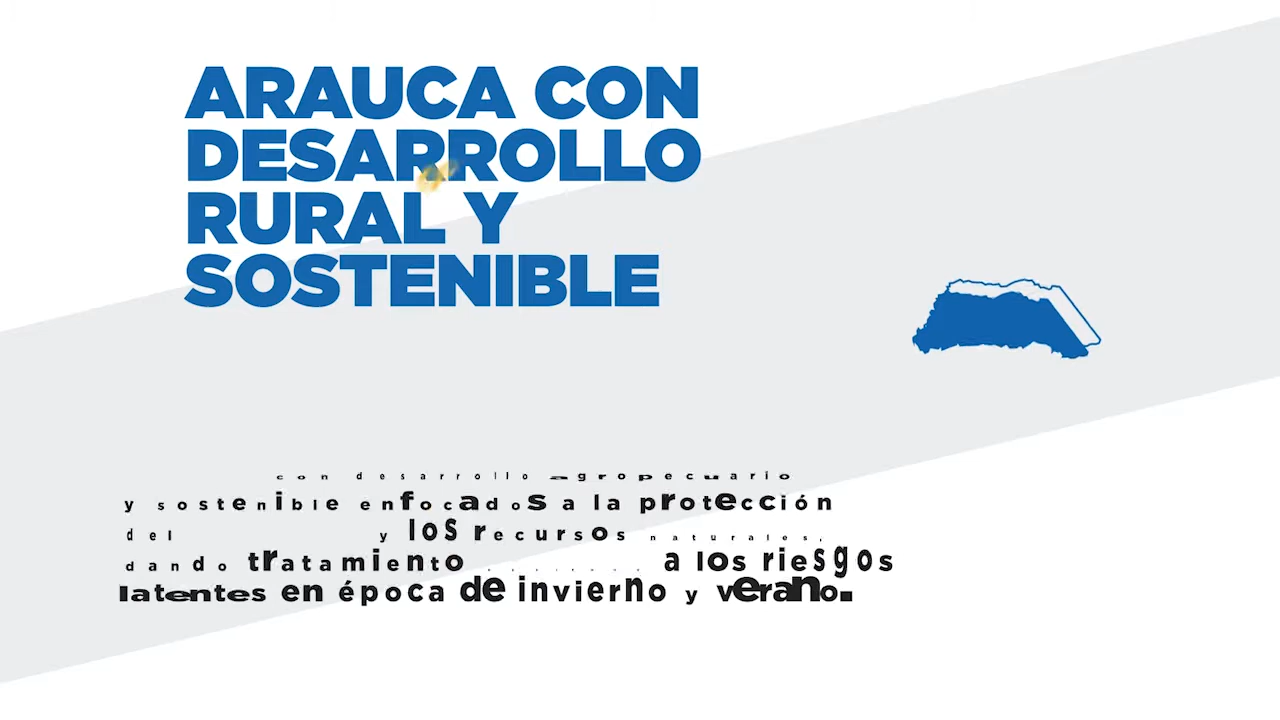 ARAUCA CON
DESARROLLO
RURAL Y
SOSTENIBLE
con desarrollo agropecuario
y sostenible enfocados a la protección
del y los recursos naturales,
dando tratamiento a los riesgos
latentes en época de invierno y verano.